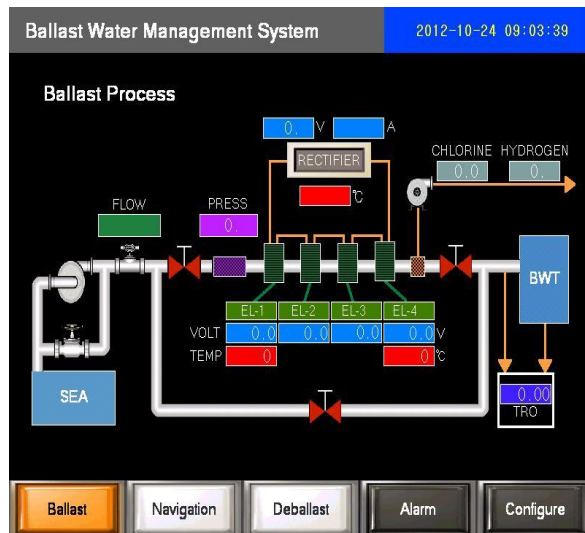 Ballast Water Management System
2012-10-24 09:03:39
Ballast Process
0. V A
RECTIFIER
℃
CHLORINE HYDROGEN
0.0 0.
FLOW PRESS
0.
EL-1 EL-2 EL-3 EL-4
VOLT 0.0 0.0 0.0 0.0 V
TEMP 0 0 ℃
BWT
SEA
0.00
TRO
Ballast Navigation Deballast Alarm Configure